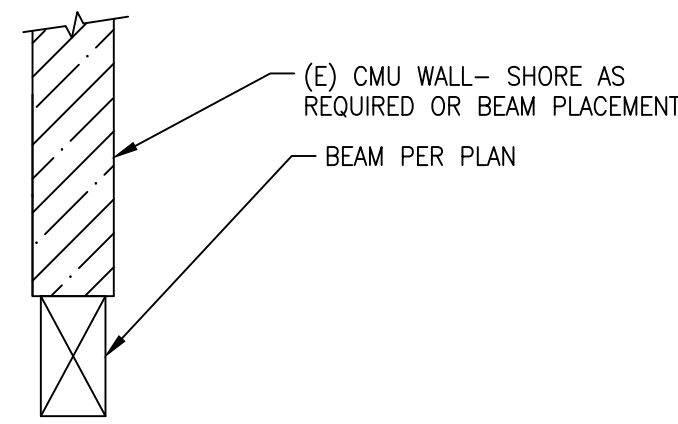 (E) CMU WALL– SHORE AS
REQUIRED OR BEAM PLACEMENT
BEAM PER PLAN